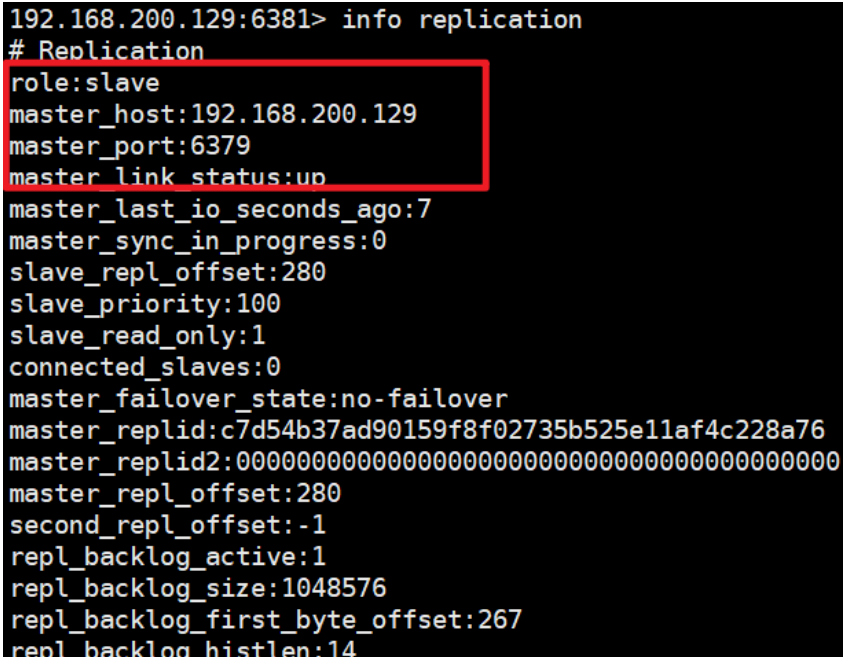 192.168.200.129:6381> info replication
# Replication
role:slave
master_host:192.168.200.129
master_port:6379
master_link_status:up
master_last_io_seconds_ago:7
master_sync_in_progress:0
slave_repl_offset:280
slave_priority:100
slave_read_only:1
connected_slaves:0
master_failover_state:no-failover
master_replid:c7d54b37ad90159f8f02735b525e11af4c228a76
master_replid2:0000000000000000000000000000000000000000
master_repl_offset:280
second_repl_offset:-1
repl_backlog_active:1
repl_backlog_size:1048576
repl_backlog_first_byte_offset:267
repl_backlog_histlen:14